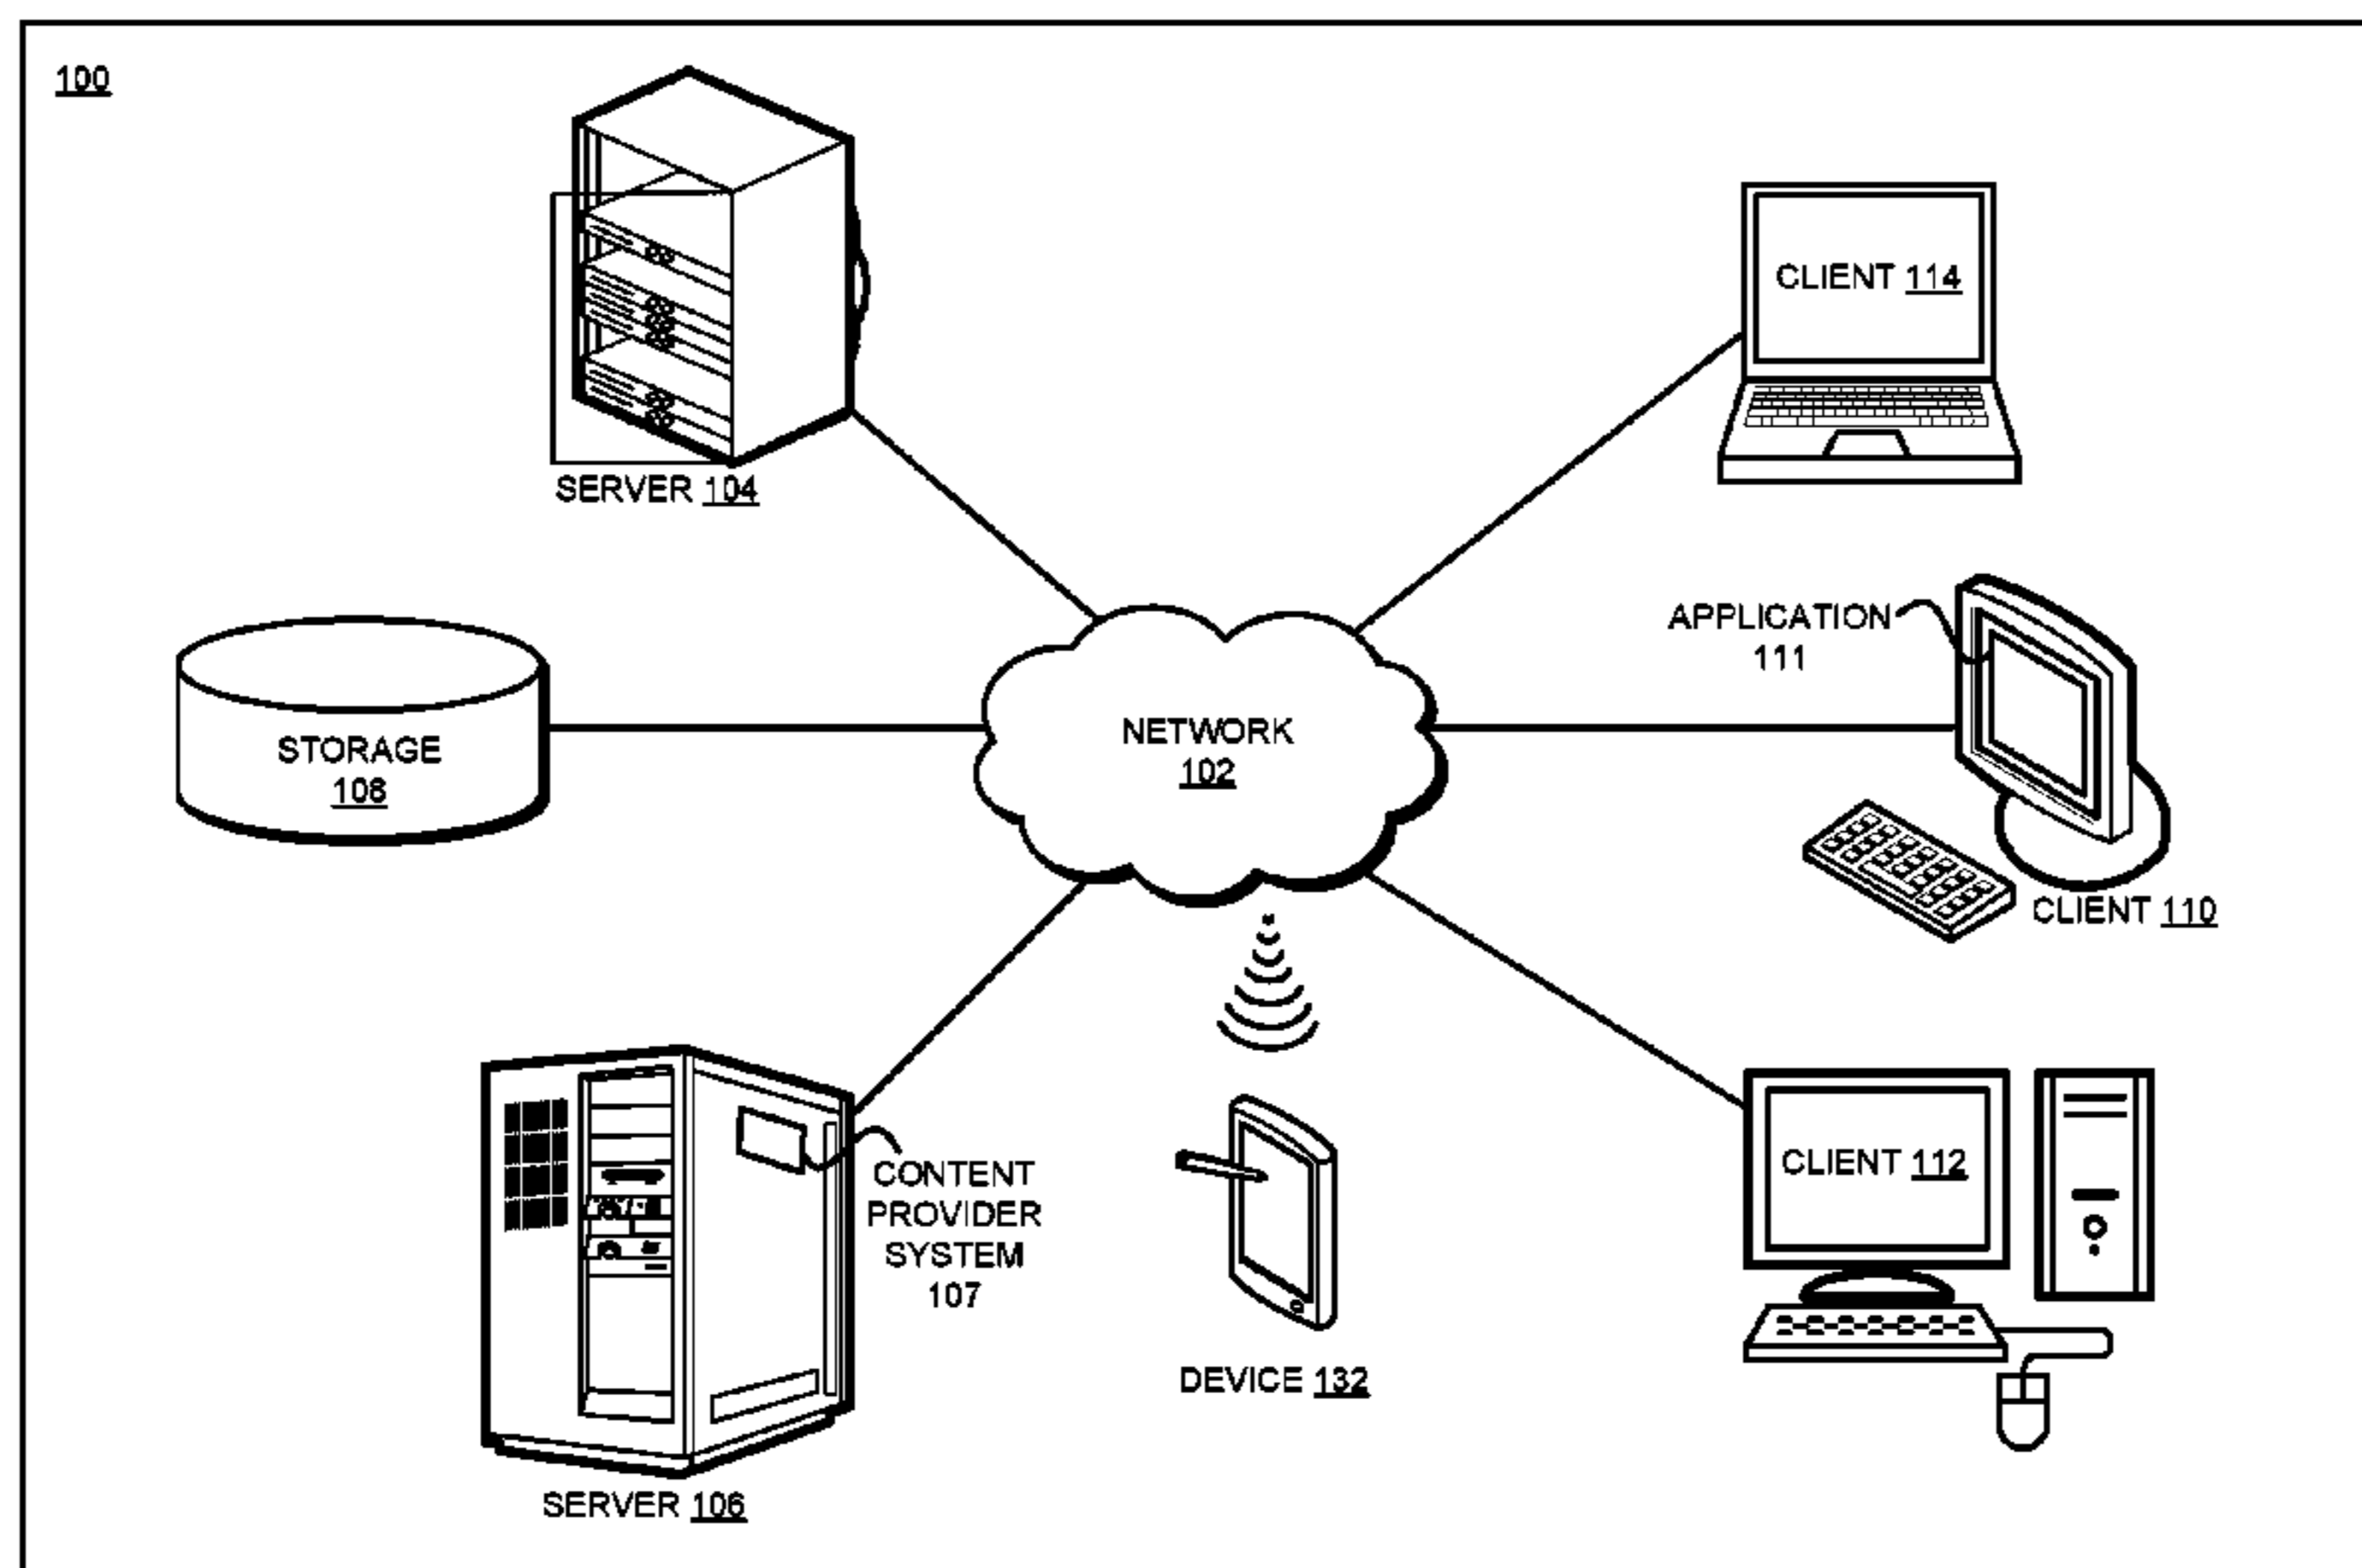 100
SERVER 104
CLIENT 114
APPLICATION
111
STORAGE
108
NETWORK
102
CLIENT 110
CONTENT
PROVIDER
SYSTEM
107
CLIENT 112
DEVICE 132
SERVER 106